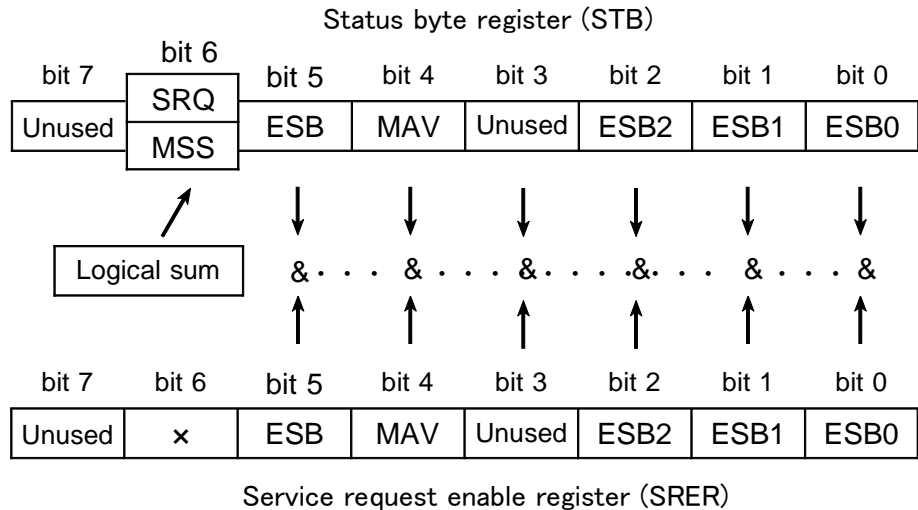 Status byte register (STB)
bit 7 bit 6 bit 5 bit 4 bit 3 bit 2 bit 1 bit 0
Unused SRQ MSS ESB MAV Unused ESB2 ESB1 ESB0
Logical sum
& · · · · & · · · · & · · · · & · · · · & · · · · &
bit 7 bit 6 bit 5 bit 4 bit 3 bit 2 bit 1 bit 0
Unused × ESB MAV Unused ESB2 ESB1 ESB0
Service request enable register (SRER)